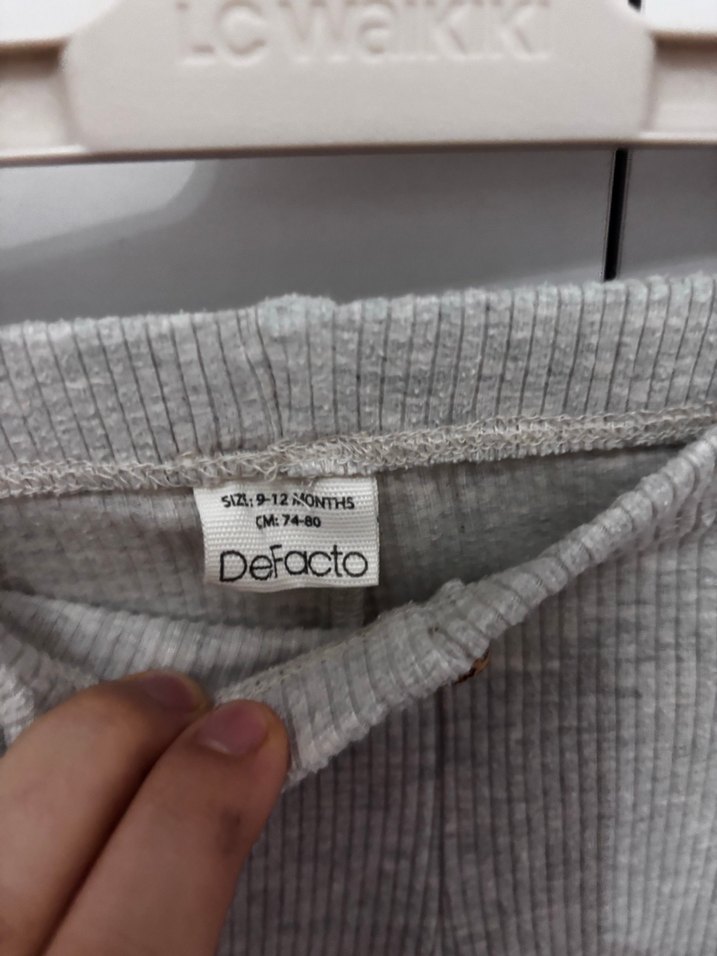 LC Waikiki
SIZE: 9-12 MONTHS
CM: 74-80
DeFacto